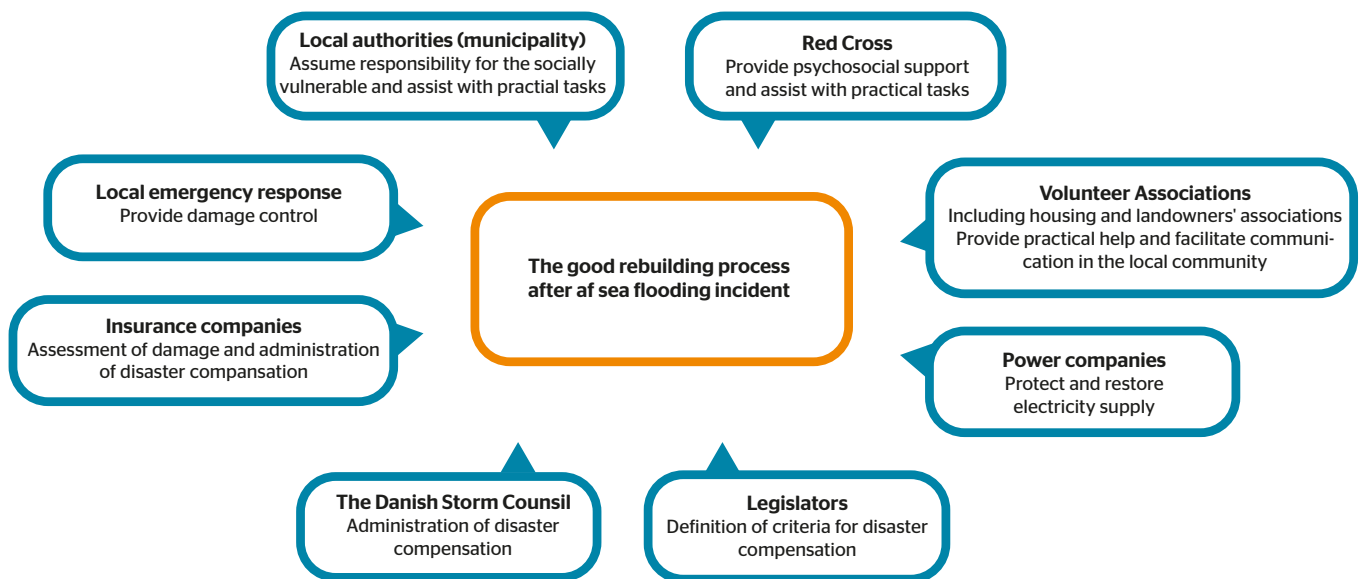 Local authorities (municipality)
Assume responsibility for the socially
vulnerable and assist with practial tasks
Red Cross
Provide psychosocial support
and assist with practical tasks
Local emergency response
Provide damage control
Volunteer Associations
Including housing and landowners' associations
Provide practical help and facilitate communi-
cation in the local community
The good rebuilding process
after af sea flooding incident
Insurance companies
Assessment of damage and administration
of disaster compansation
Power companies
Protect and restore
electricity supply
The Danish Storm Counsil
Administration of disaster
compensation
Legislators
Definition of criteria for disaster
compensation